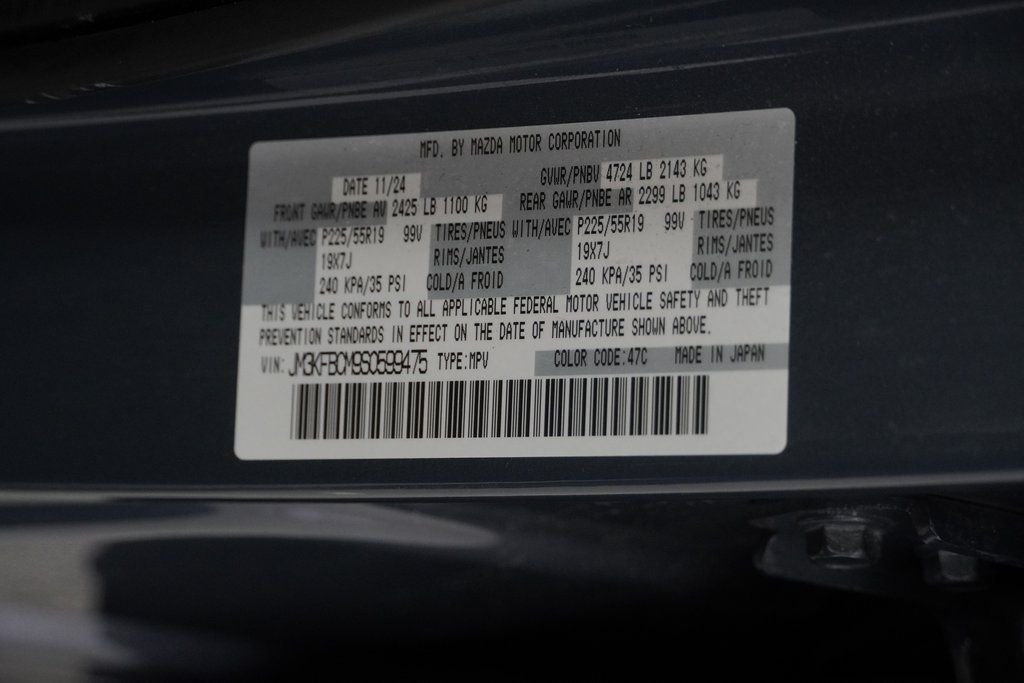 MFD. BY MAZDA MOTOR CORPORATION
DATE 11/24 GVWR/PNBV 4724 LB 2143 KG
FRONT GAWR/PNBE AV 2425 LB 1100 KG REAR GAWR/PNBE AR 2299 LB 1043 KG
WITH/AVEC P225/55R19 99V TIRES/PNEUS WITH/AVEC P225/55R19 99V TIRES/PNEUS
19X7J RIMS/JANTES 19X7J RIMS/JANTES
240 KPA/35 PSI COLD/A FROID 240 KPA/35 PSI COLD/A FROID
THIS VEHICLE CONFORMS TO ALL APPLICABLE FEDERAL MOTOR VEHICLE SAFETY AND THEFT
PREVENTION STANDARDS IN EFFECT ON THE DATE OF MANUFACTURE SHOWN ABOVE.
VIN: JM3KFBCM9S0599475 TYPE:MPV COLOR CODE:47C MADE IN JAPAN